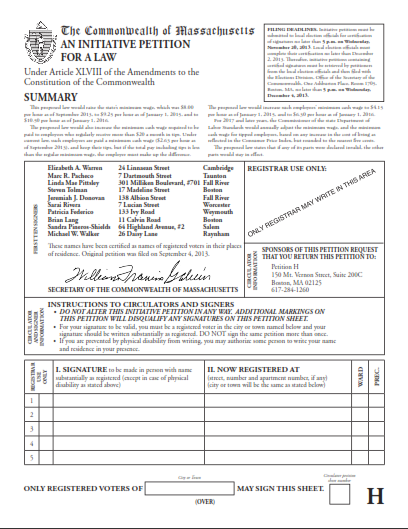 The Commonwealth of Massachusetts
AN INITIATIVE PETITION
FOR A LAW
Under Article XLVIII of the Amendments to the
Constitution of the Commonwealth
FILING DEADLINES. Initiative petitions must be
submitted to local election officials for certification
of signatures no later than 5 p.m. on Wednesday,
November 20, 2013. Local election officials must
complete their certification no later than December
2, 2013. Thereafter, initiative petitions containing
certified signatures must be retrieved by petitioners
from the local election officials and then filed with
the Elections Division, Office of the Secretary of the
Commonwealth, One Ashburton Place, Room 1705,
Boston, MA, no later than 5 p.m. on Wednesday,
December 4, 2013.
SUMMARY
The proposed law would raise the state's minimum wage, which was $8.00
per hour as of September 2013, to $9.25 per hour as of January 1, 2015, and to
$10.50 per hour as of January 1, 2016.
The proposed law would also increase the minimum cash wage required to be
paid to employees who regularly receive more than $20 a month in tips. Under
current law, such employees are paid a minimum cash wage ($2.63 per hour as
of September 2013), and keep their tips, but if the total pay including tips is less
than the regular minimum wage, the employer must make up the difference.
The proposed law would increase such employees' minimum cash wage to $4.15
per hour as of January 1, 2015, and to $6.30 per hour as of January 1, 2016.
For 2017 and later years, the Commissioner of the state Department of
Labor Standards would annually adjust the minimum wage, and the minimum
cash wage for tipped employees, based on any increase in the cost of living as
reflected in the Consumer Price Index, but rounded to the nearest five cents.
The proposed law states that if any of its parts were declared invalid, the other
parts would stay in effect.
FIRST TEN SIGNERS
Elizabeth A. Warren 24 Linnaean Street Cambridge
Marc R. Pacheco 7 Dartmouth Street Taunton
Linda Mae Pittsley 301 Milliken Boulevard, #701 Fall River
Steven Tolman 17 Madeline Street Boston
Jeremiah J. Donovan 138 Albion Street Fall River
Sara Rivera 7 Lucian Street Worcester
Patricia Federico 133 Ivy Road Weymouth
Brian Lang 11 Calvin Road Boston
Sandra Pineros-Shields 64 Highland Avenue, #2 Salem
Michael W. Walker 26 Daisy Lane Raynham
These names have been certified as names of registered voters in their places
of residence. Original petition was filed on September 4, 2013.
William Francis Galvin
SECRETARY OF THE COMMONWEALTH OF MASSACHUSETTS
REGISTRAR USE ONLY:
ONLY REGISTRAR MAY WRITE IN THIS AREA
CIRCULATOR INFORMATION
SPONSORS OF THIS PETITION REQUEST
THAT YOU RETURN THIS PETITION TO:
Petition H
150 Mt. Vernon Street, Suite 200C
Boston, MA 02125
617-284-1260
CIRCULATOR AND SIGNER INFORMATION
INSTRUCTIONS TO CIRCULATORS AND SIGNERS
• DO NOT ALTER THIS INITIATIVE PETITION IN ANY WAY. ADDITIONAL MARKINGS ON
THIS PETITION WILL DISQUALIFY ANY SIGNATURES ON THIS PETITION SHEET.
• For your signature to be valid, you must be a registered voter in the city or town named below and your
signature should be written substantially as registered. DO NOT sign the same petition more than once.
• If you are prevented by physical disability from writing, you may authorize some person to write your name
and residence in your presence.
REGISTRAR USE ONLY
I. SIGNATURE to be made in person with name
substantially as registered (except in case of physical
disability as stated above)
II. NOW REGISTERED AT
(street, number and apartment number, if any)
(city or town will be the same as stated below)
WARD
PREC.
1
2
3
4
5
City or Town
ONLY REGISTERED VOTERS OF MAY SIGN THIS SHEET.
(OVER)
H